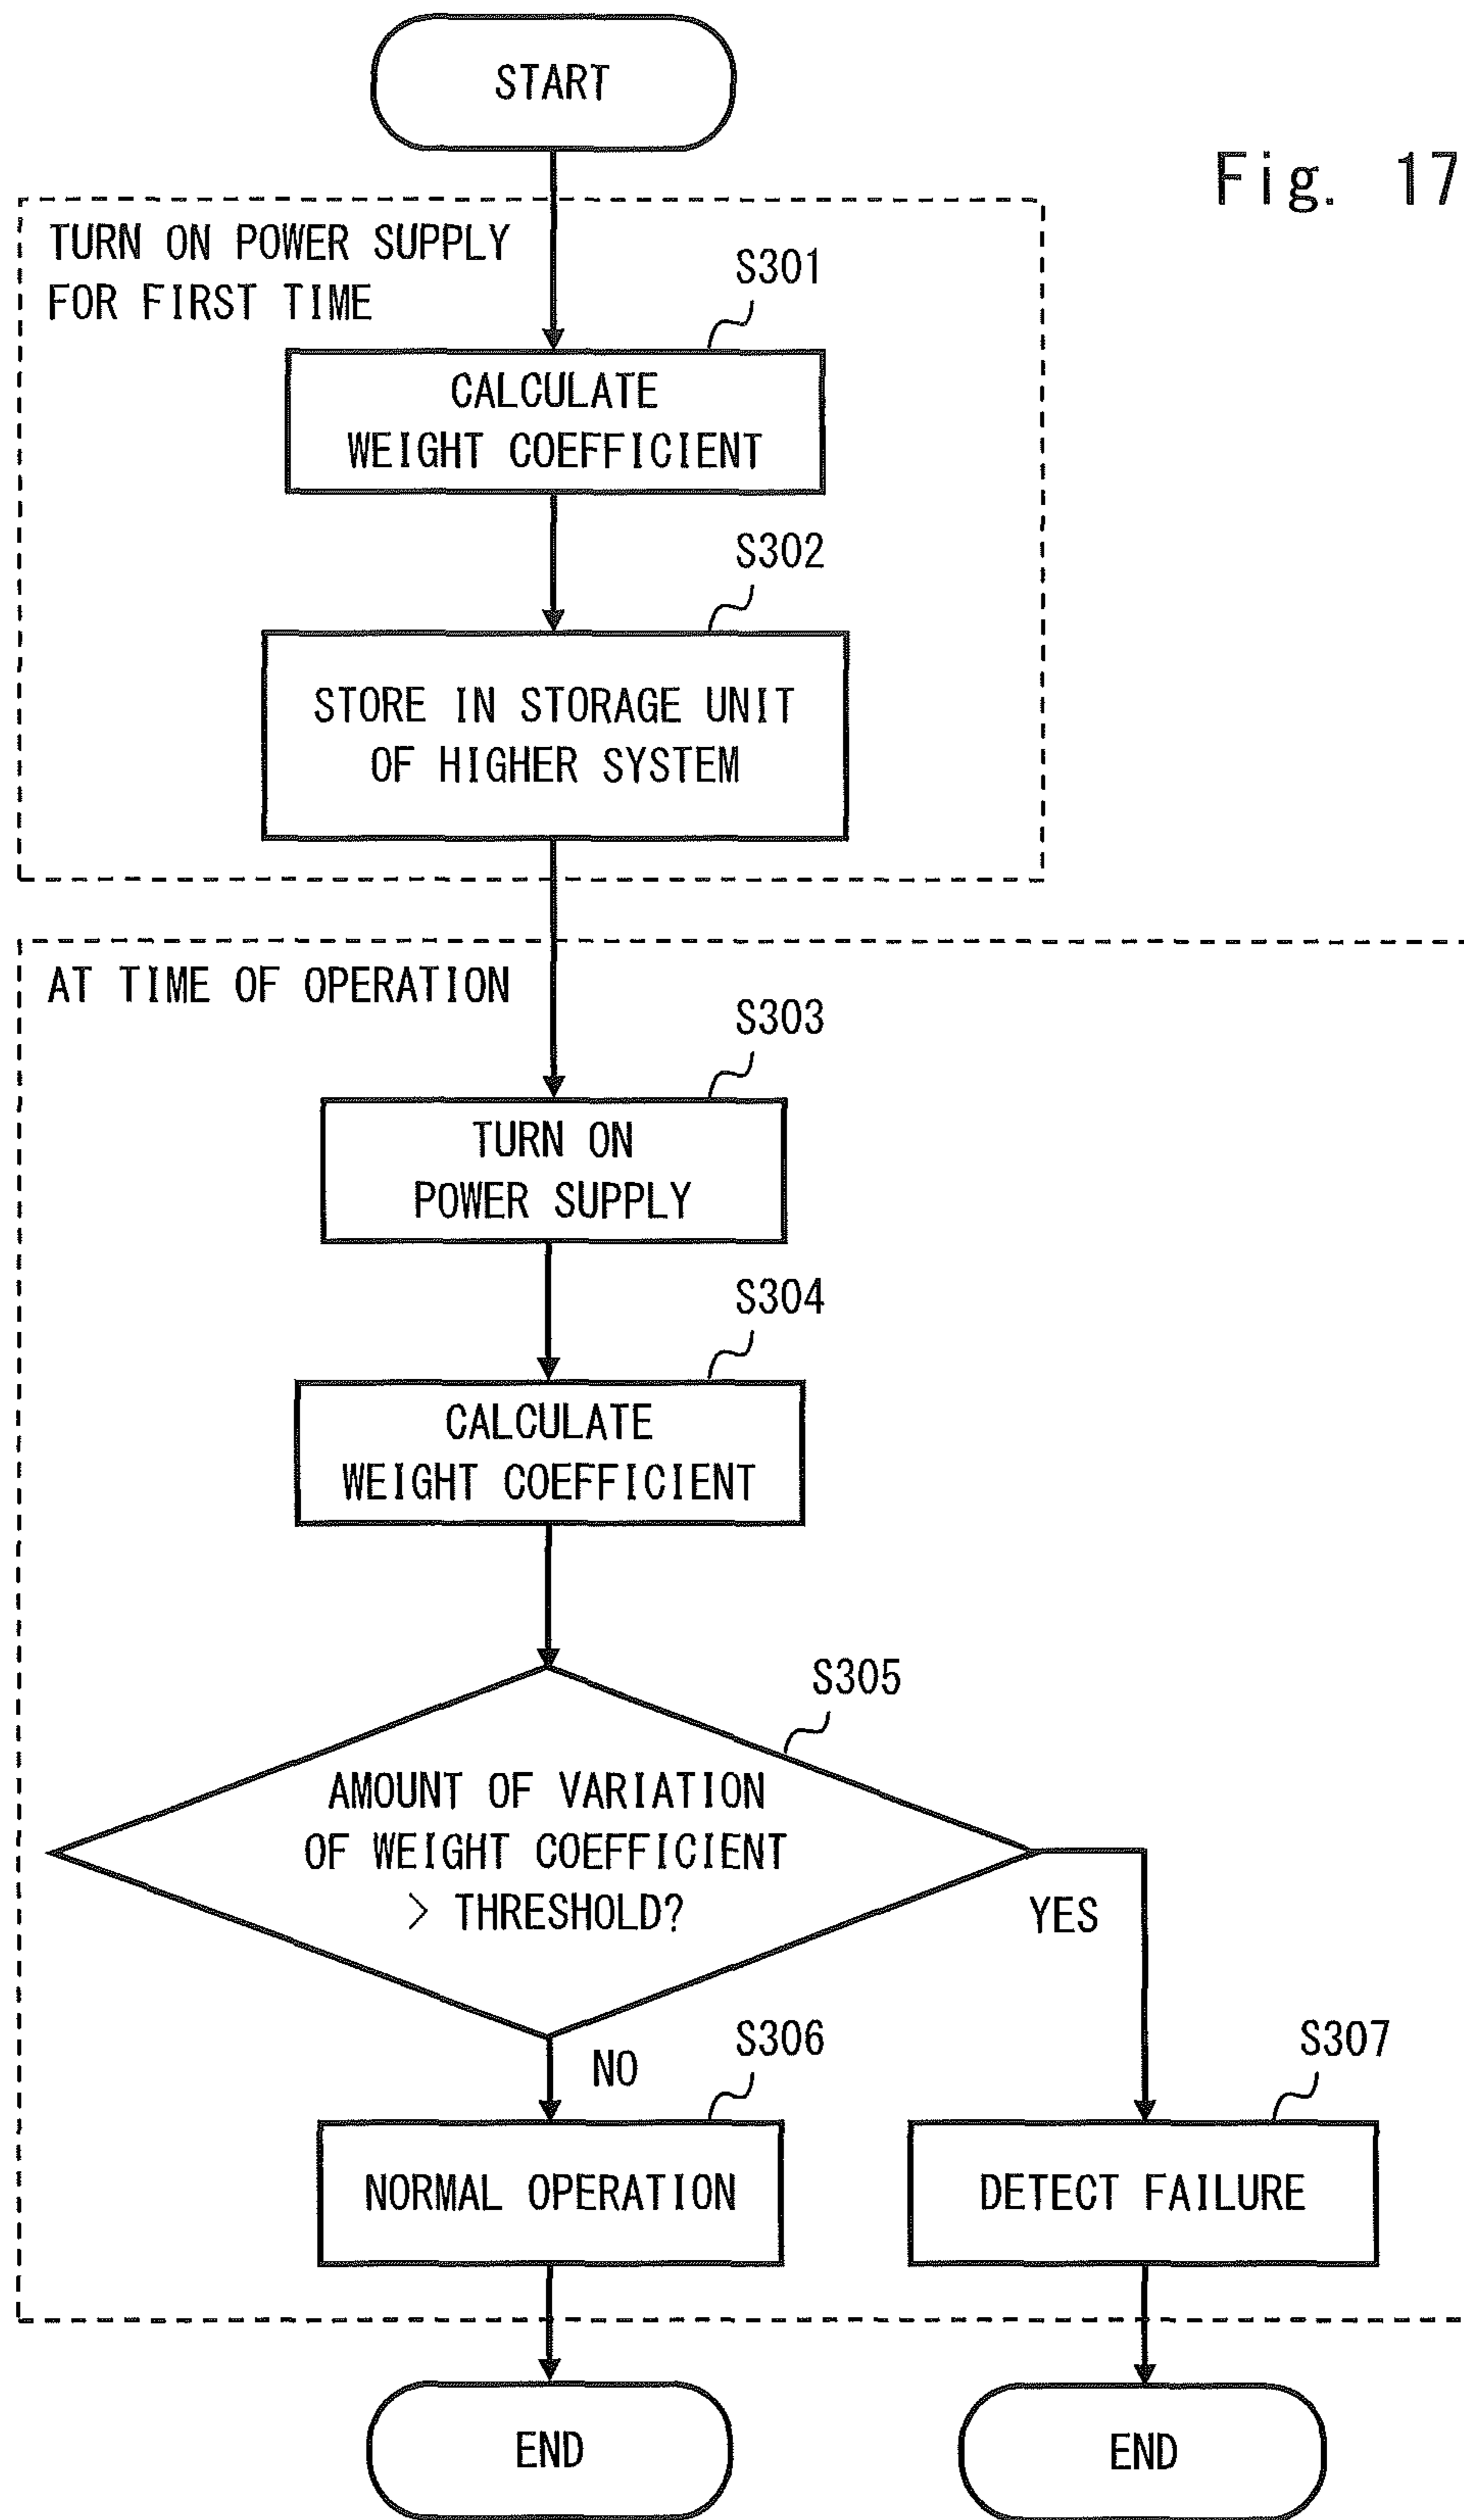 START
Fig. 17
TURN ON POWER SUPPLY
FOR FIRST TIME
S301
CALCULATE
WEIGHT COEFFICIENT
S302
STORE IN STORAGE UNIT
OF HIGHER SYSTEM
AT TIME OF OPERATION
S303
TURN ON
POWER SUPPLY
S304
CALCULATE
WEIGHT COEFFICIENT
S305
AMOUNT OF VARIATION
OF WEIGHT COEFFICIENT
> THRESHOLD?
YES
NO
S306
S307
NORMAL OPERATION
DETECT FAILURE
END
END